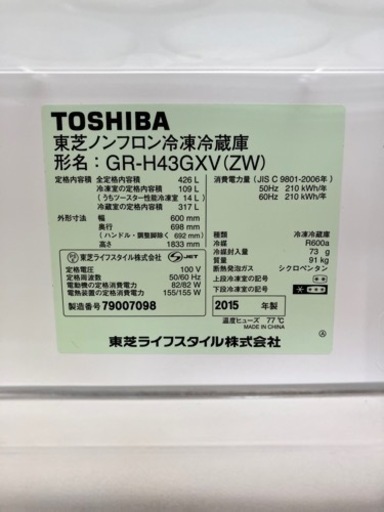 TOSHIBA
東芝ノンフロン冷凍冷蔵庫
形名:GR-H43GXV(ZW)
定格内容積 全定格内容積 426 L
冷凍室の定格内容積 109 L
(うちツースター性能冷凍室 14 L)
冷蔵室の定格内容積 317 L
外形寸法 幅 600 mm
奥行 698 mm
(ハンドル・調整脚除く 692 mm)
高さ 1833 mm
東芝ライフスタイル株式会社 S-JET
定格電圧 100 V
定格周波数 50/60 Hz
電動機の定格消費電力 82/82 W
電熱装置の定格消費電力 155/155 W
製造番号 79007098
消費電力量 (JIS C 9801-2006年)
50Hz 210 kWh/年
60Hz 210 kWh/年
種類 冷凍冷蔵庫
冷媒 R600a
冷媒封入量 73 g
質量 91 kg
断熱発泡ガス シクロペンタン
上段冷凍室の記号
下段冷凍室の記号
2015 年製
温度ヒューズ 77℃
MADE IN CHINA
東芝ライフスタイル株式会社